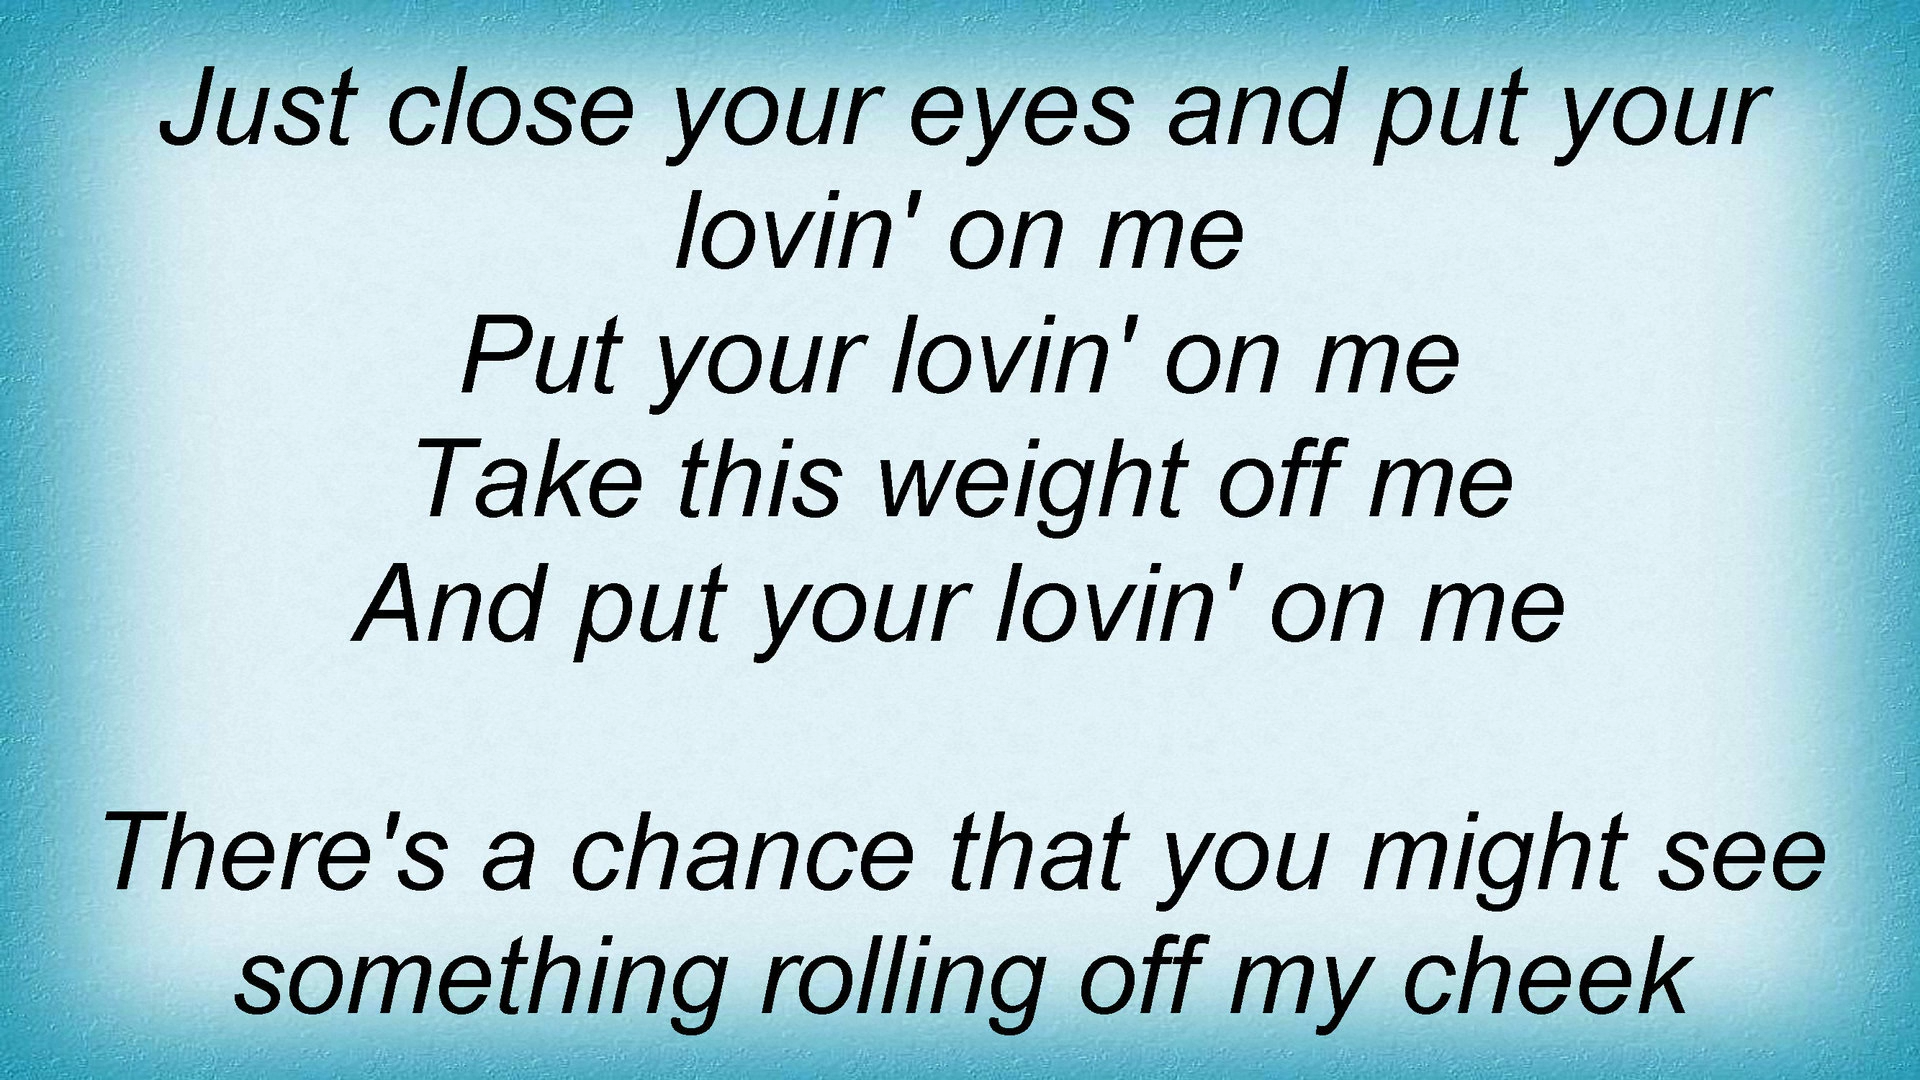 Just close your eyes and put your
lovin' on me
Put your lovin' on me
Take this weight off me
And put your lovin' on me
There's a chance that you might see
something rolling off my cheek